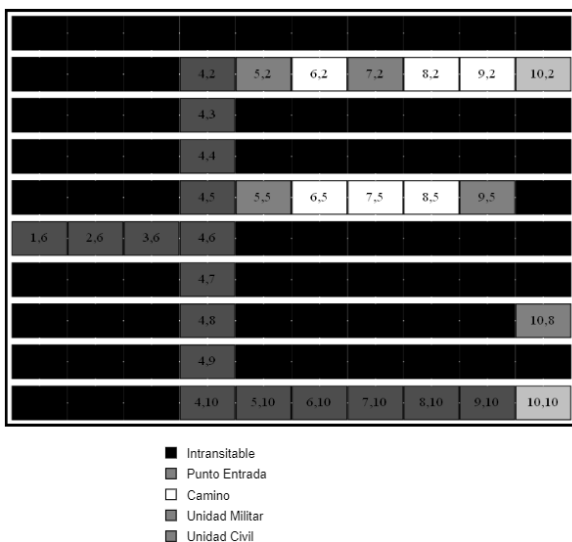 4,2 5,2 6,2 7,2 8,2 9,2 10,2
4,3
4,4
4,5 5,5 6,5 7,5 8,5 9,5
1,6 2,6 3,6 4,6
4,7
4,8 10,8
4,9
4,10 5,10 6,10 7,10 8,10 9,10 10,10
Intransitable
Punto Entrada
Camino
Unidad Militar
Unidad Civil